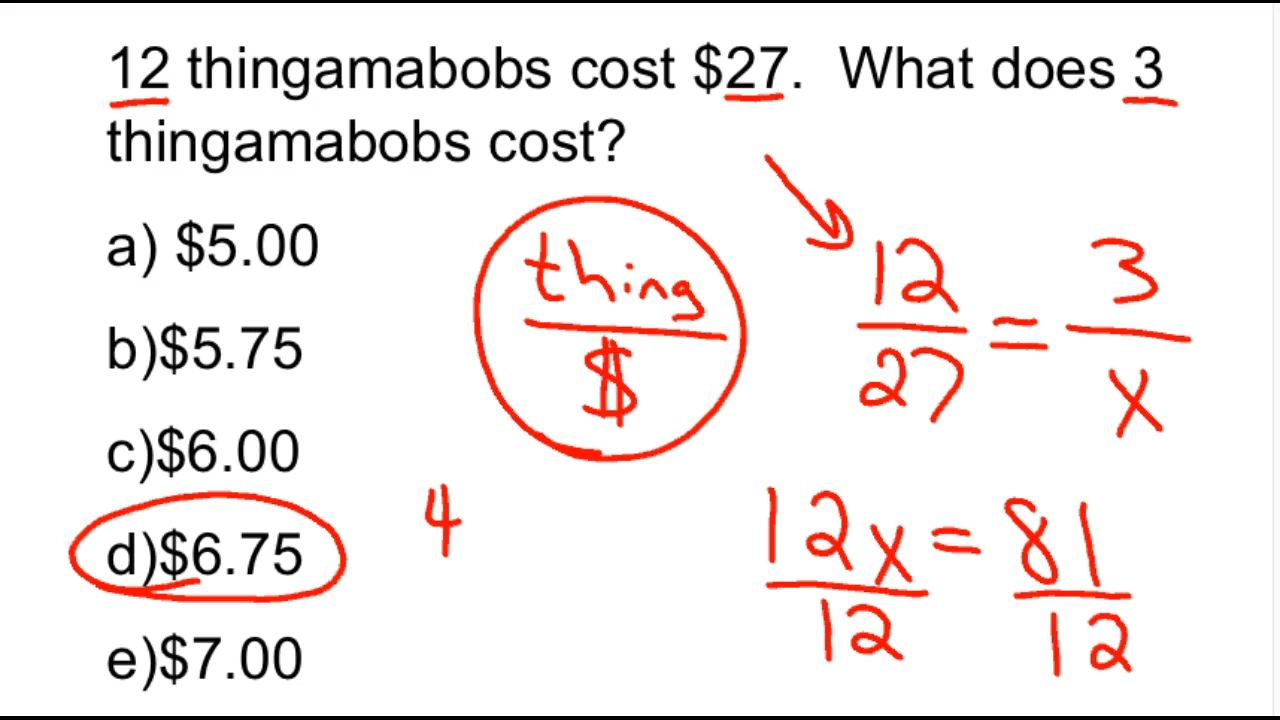 12 thingamabobs cost $27. What does 3
thingamabobs cost?
a) $5.00
b)$5.75
c)$6.00
d)$6.75
e)$7.00
thing
$
12 = 3
27 x
4
12x = 81
12 12